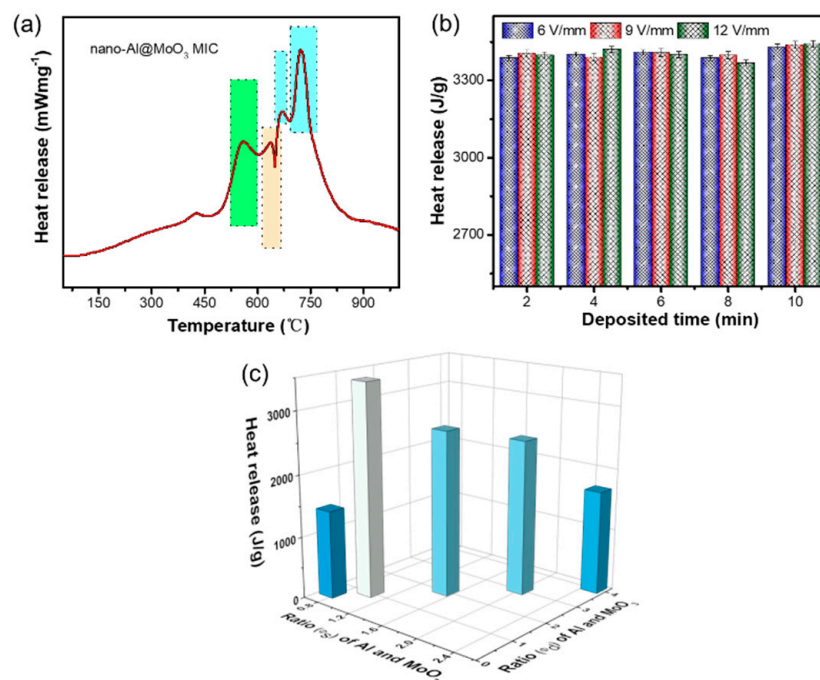 (a)
nano-Al@MoO₃ MIC
Heat release (mWmg⁻¹)
150 300 450 600 750 900
Temperature (℃)
(b)
6 V/mm 9 V/mm 12 V/mm
Heat release (J/g)
3300
3000
2700
2 4 6 8 10
Deposited time (min)
(c)
Heat release (J/g)
3000
2000
1000
0
0.8 1.2 1.6 2.0 2.4
Ratio of Al and MoO
0 1 2 3 4
Ratio of Al and MoO₃